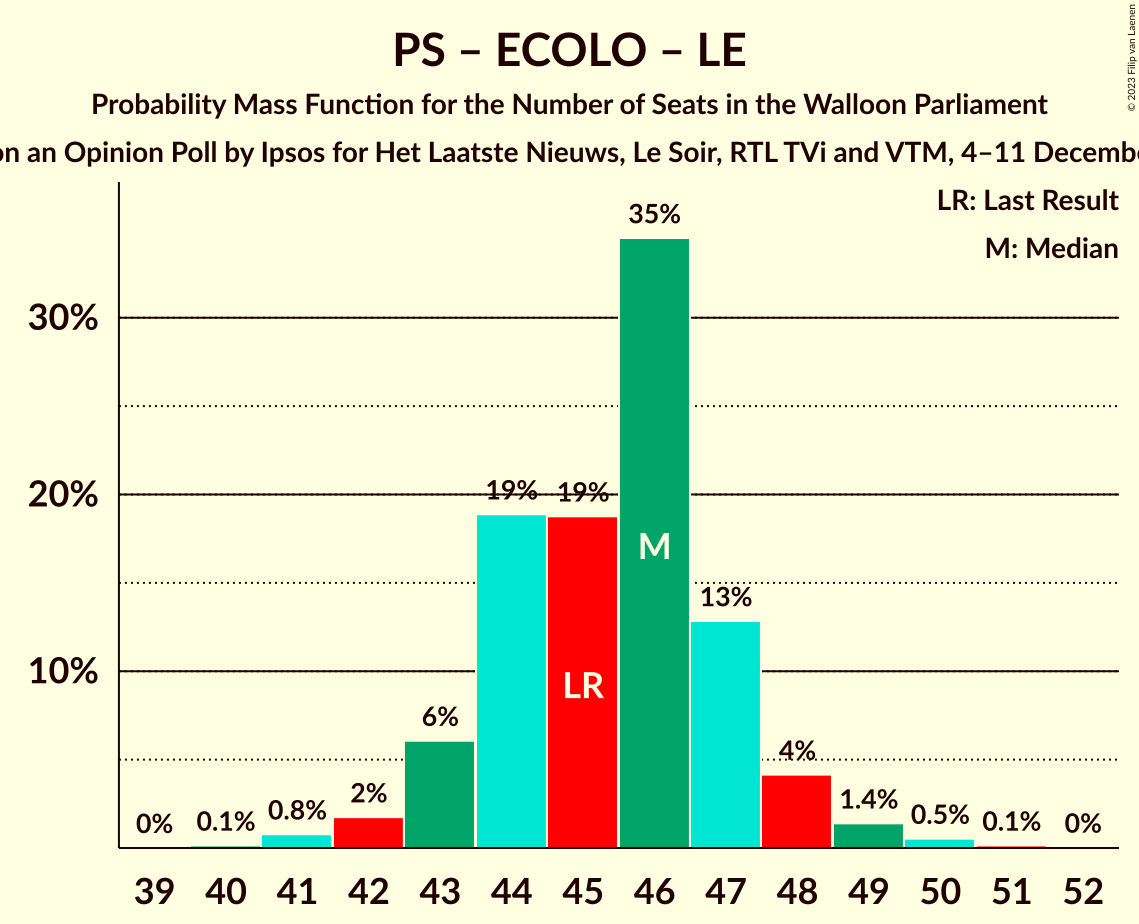 PS – ECOLO – LE
Probability Mass Function for the Number of Seats in the Walloon Parliament
on an Opinion Poll by Ipsos for Het Laatste Nieuws, Le Soir, RTL TVi and VTM, 4–11
© 2023 Filip van Laenen
LR: Last Result
M: Median
35%
30%
20%
19%
19%
M
13%
10%
LR
6%
4%
2%
1.4%
0%
0.1%
0.8%
0.5%
0.1%
0%
39 40 41 42 43 44 45 46 47 48 49 50 51 52